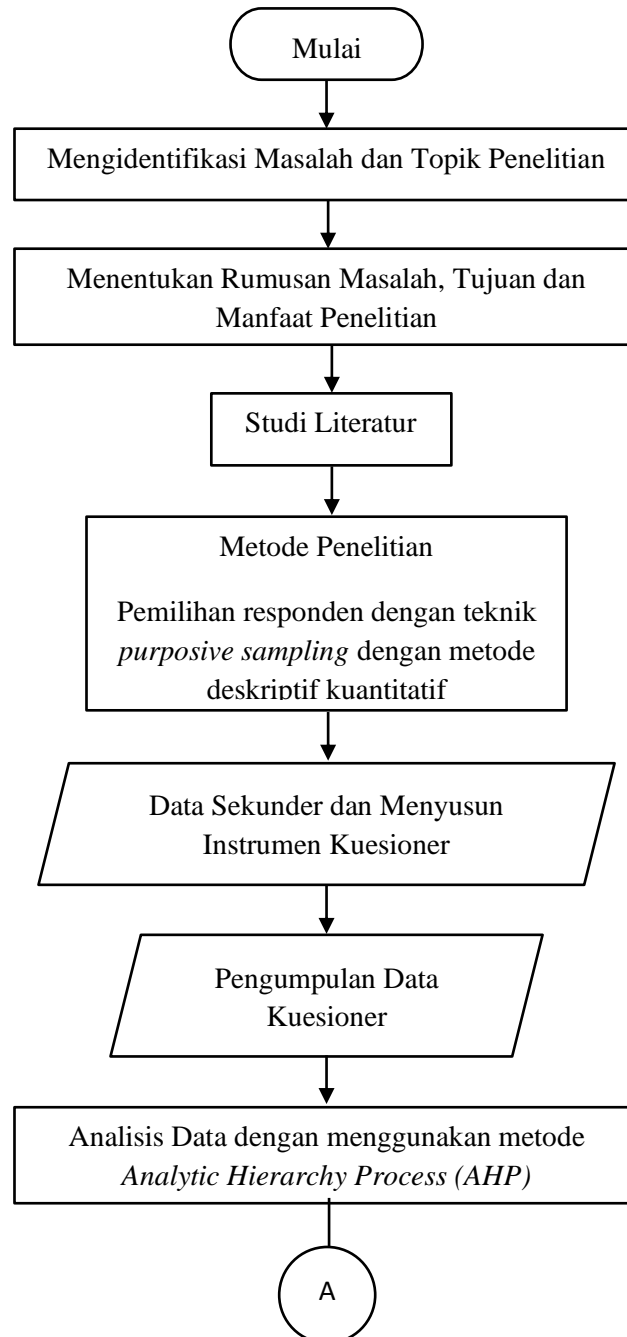 Mulai
Mengidentifikasi Masalah dan Topik Penelitian
Menentukan Rumusan Masalah, Tujuan dan
Manfaat Penelitian
Studi Literatur
Metode Penelitian
Pemilihan responden dengan teknik
purposive sampling dengan metode
deskriptif kuantitatif
Data Sekunder dan Menyusun
Instrumen Kuesioner
Pengumpulan Data
Kuesioner
Analisis Data dengan menggunakan metode
Analytic Hierarchy Process (AHP)
A